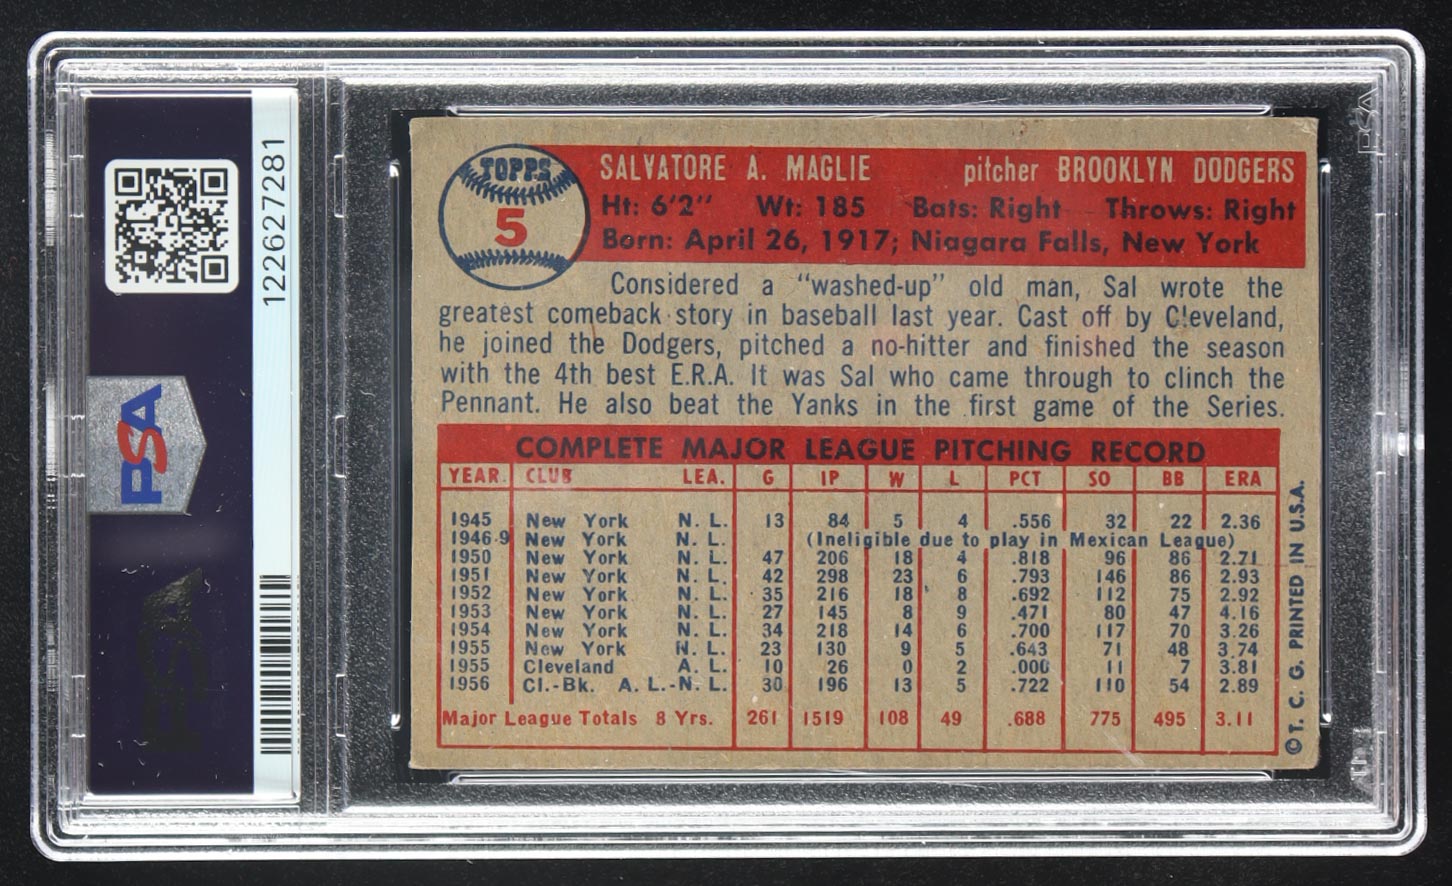 122627281
PSA
TOPPS
5
SALVATORE A. MAGLIE pitcher BROOKLYN DODGERS
Ht: 6'2" Wt: 185 Bats: Right Throws: Right
Born: April 26, 1917; Niagara Falls, New York
Considered a "washed-up" old man, Sal wrote the
greatest comeback story in baseball last year. Cast off by Cleveland,
he joined the Dodgers, pitched a no-hitter and finished the season
with the 4th best E.R.A. It was Sal who came through to clinch the
Pennant. He also beat the Yanks in the first game of the Series.
COMPLETE MAJOR LEAGUE PITCHING RECORD
YEAR CLUB LEA. G IP W L PCT SO BB ERA
1945 New York N. L. 13 84 5 4 .556 32 22 2.36
1946-9 New York N. L. (Ineligible due to play in Mexican League)
1950 New York N. L. 47 206 18 4 .818 96 86 2.71
1951 New York N. L. 42 298 23 6 .793 146 86 2.93
1952 New York N. L. 35 216 18 8 .692 112 75 2.92
1953 New York N. L. 27 145 8 9 .471 80 47 4.16
1954 New York N. L. 34 218 14 6 .700 117 70 3.26
1955 New York N. L. 23 130 9 5 .643 71 48 3.74
1955 Cleveland A. L. 10 26 0 2 .000 11 7 3.81
1956 Cl.-Bk. A. L.-N. L. 30 196 13 5 .722 110 54 2.89
Major League Totals 8 Yrs. 261 1519 108 49 .688 775 495 3.11
©T. C. G. PRINTED IN U.S.A.
PSA